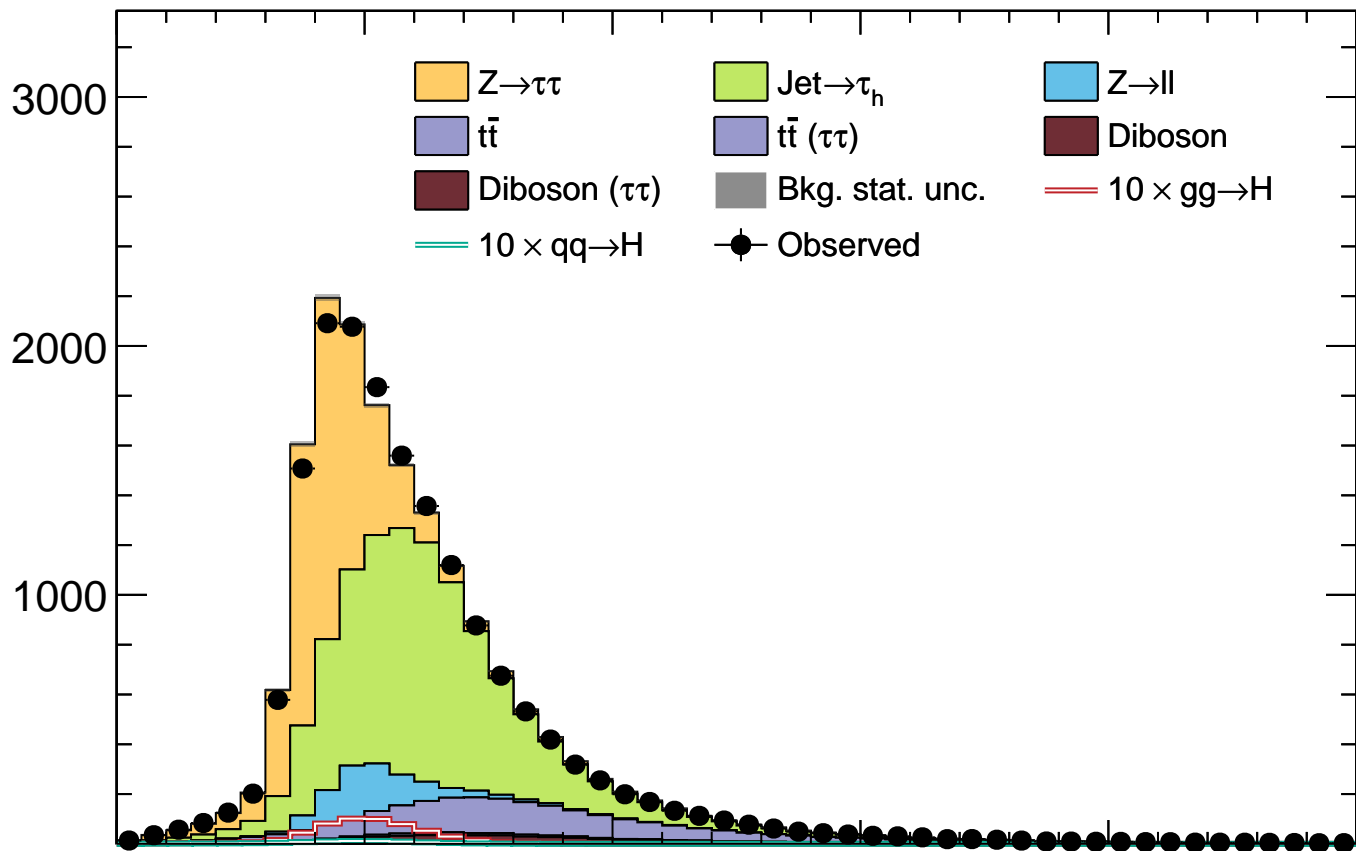 3000
2000
1000
Z→ττ Jet→τh Z→ll
tt̄ tt̄ (ττ) Diboson
Diboson (ττ) Bkg. stat. unc. 10 × gg→H
10 × qq→H Observed